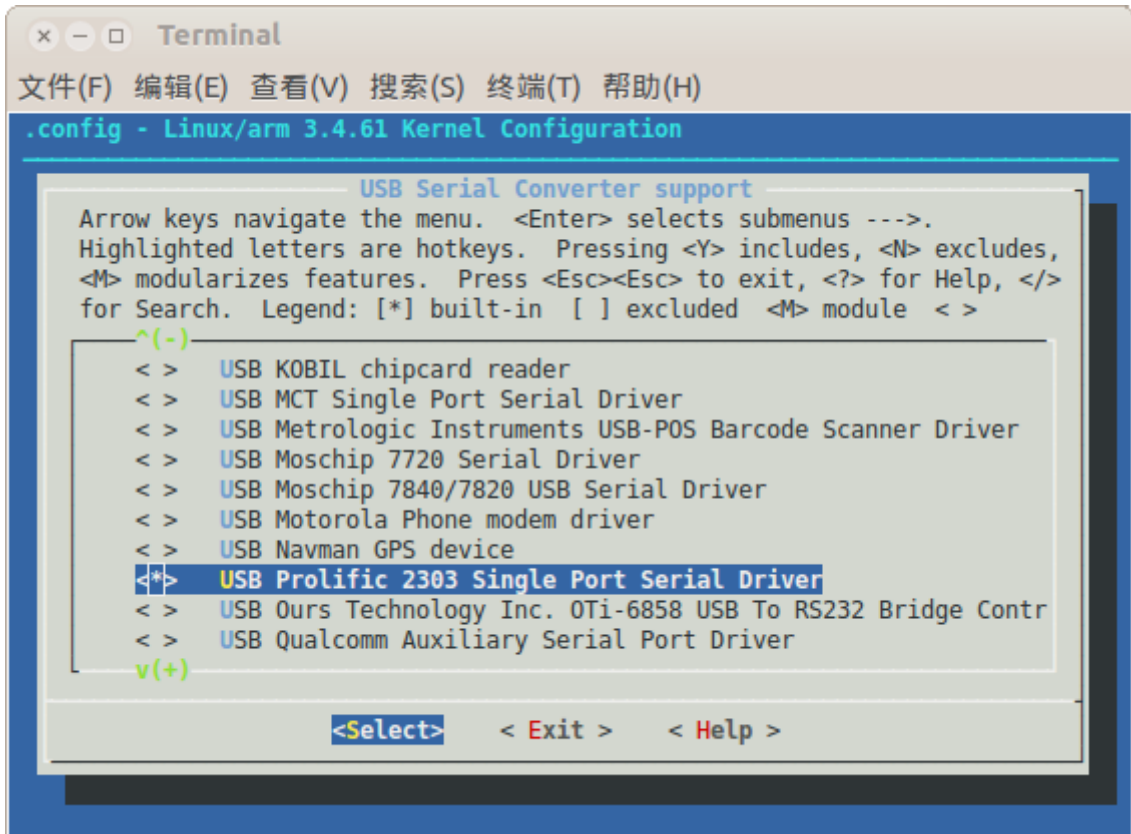 Terminal
文件(F) 编辑(E) 查看(V) 搜索(S) 终端(T) 帮助(H)
.config - Linux/arm 3.4.61 Kernel Configuration
USB Serial Converter support
Arrow keys navigate the menu.  <Enter> selects submenus --->.
Highlighted letters are hotkeys.  Pressing <Y> includes, <N> excludes,
<M> modularizes features.  Press <Esc><Esc> to exit, <?> for Help, </>
for Search.  Legend: [*] built-in  [ ] excluded  <M> module  < >
^(-)
< >   USB KOBIL chipcard reader
< >   USB MCT Single Port Serial Driver
< >   USB Metrologic Instruments USB-POS Barcode Scanner Driver
< >   USB Moschip 7720 Serial Driver
< >   USB Moschip 7840/7820 USB Serial Driver
< >   USB Motorola Phone modem driver
< >   USB Navman GPS device
<*>   USB Prolific 2303 Single Port Serial Driver
< >   USB Ours Technology Inc. OTi-6858 USB To RS232 Bridge Contr
< >   USB Qualcomm Auxiliary Serial Port Driver
v(+)
<Select>    < Exit >    < Help >